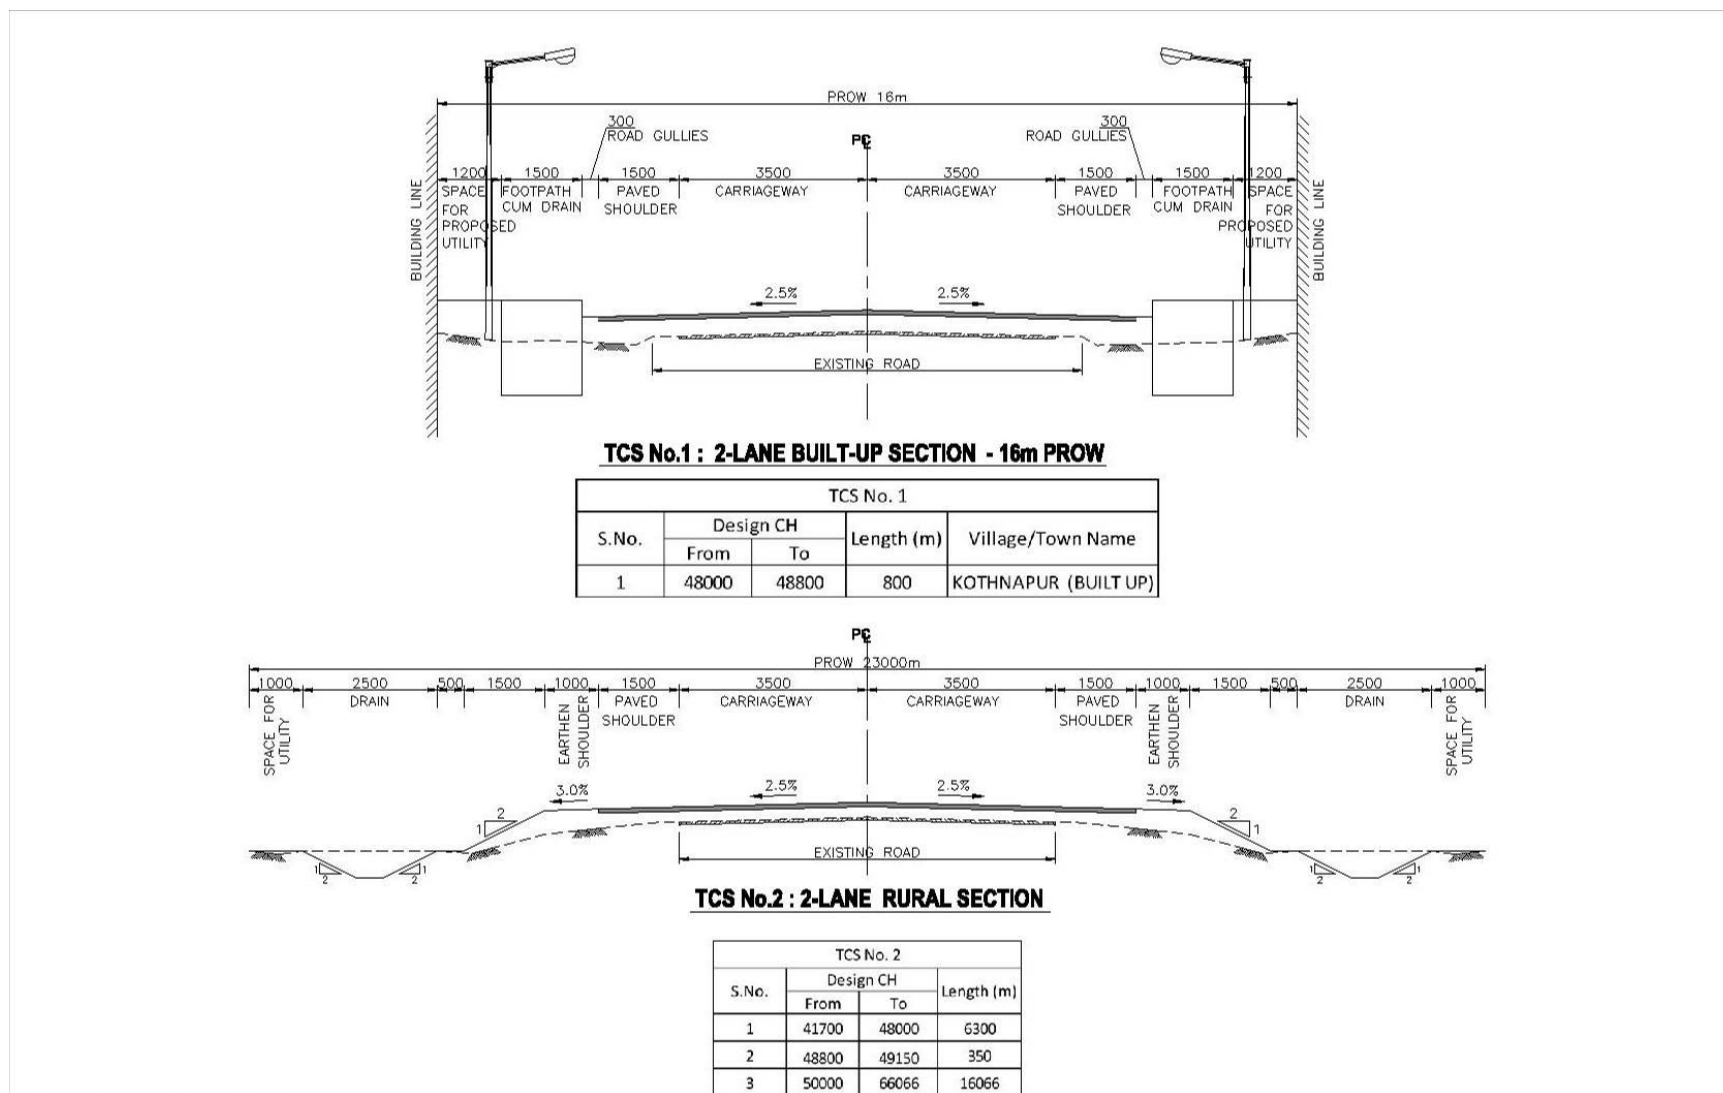 PROW 16m
300
ROAD GULLIES
300
ROAD GULLIES
PCL
1200 1500 1500 3500 3500 1500 1500 1200
BUILDING LINE
SPACE FOR PROPOSED UTILITY
FOOTPATH CUM DRAIN
PAVED SHOULDER
CARRIAGEWAY
CARRIAGEWAY
PAVED SHOULDER
FOOTPATH CUM DRAIN
SPACE FOR PROPOSED UTILITY
BUILDING LINE
2.5% 2.5%
EXISTING ROAD
TCS No.1 : 2-LANE BUILT-UP SECTION - 16m PROW
TCS No. 1
S.No. Design CH Length (m) Village/Town Name
From To
1 48000 48800 800 KOTHNAPUR (BUILT UP)
PCL
PROW 23000m
1000 2500 500 1500 1000 1500 3500 3500 1500 1000 1500 500 2500 1000
SPACE FOR UTILITY
DRAIN
EARTHEN SHOULDER
PAVED SHOULDER
CARRIAGEWAY
CARRIAGEWAY
PAVED SHOULDER
EARTHEN SHOULDER
DRAIN
SPACE FOR UTILITY
3.0% 2.5% 2.5% 3.0%
2 2
1 1
EXISTING ROAD
1 1 1 1
2 2 2 2
TCS No.2 : 2-LANE RURAL SECTION
TCS No. 2
S.No. Design CH Length (m)
From To
1 41700 48000 6300
2 48800 49150 350
3 50000 66066 16066